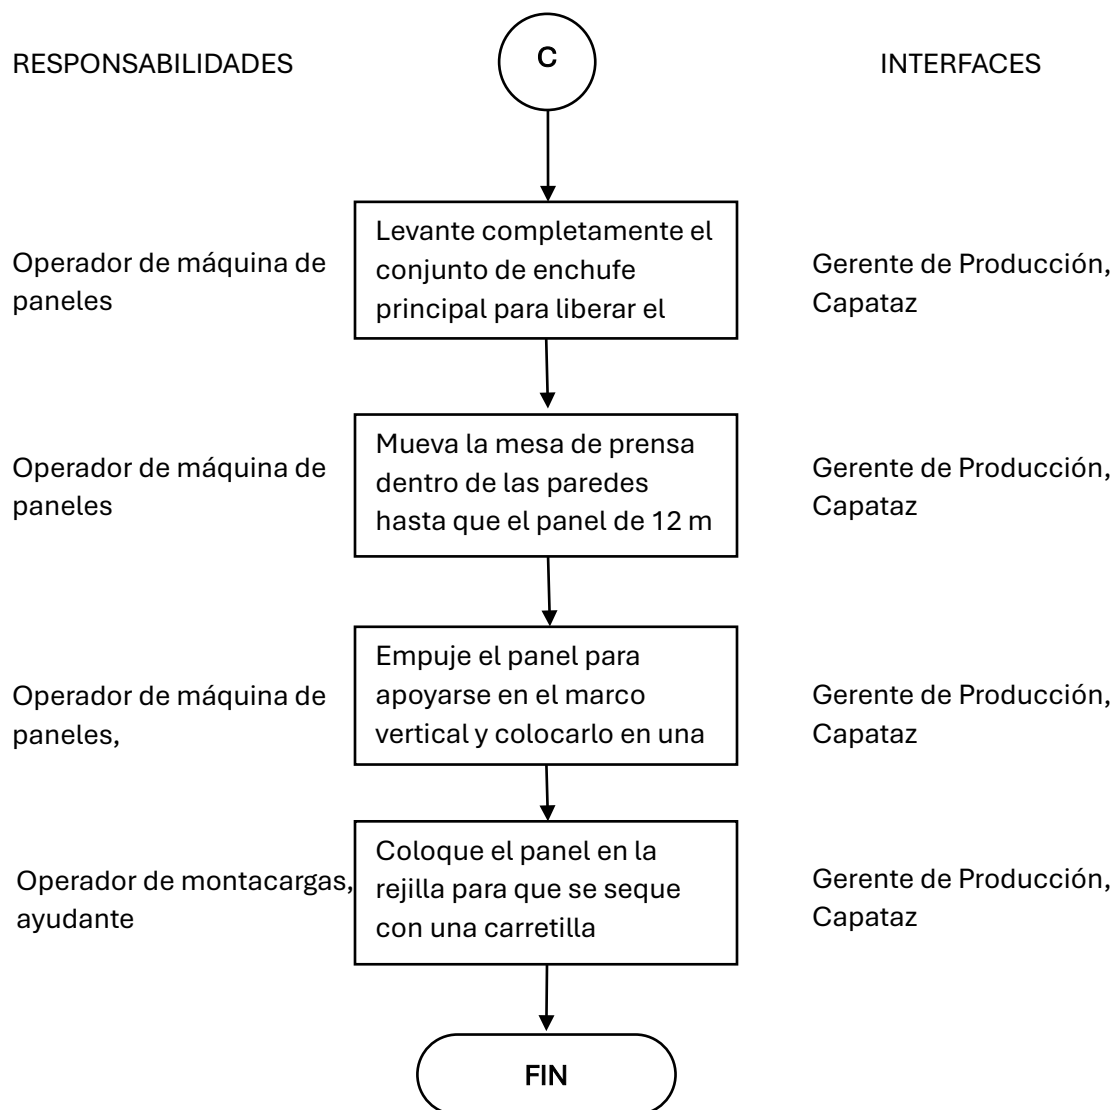 RESPONSABILIDADES
C
INTERFACES
Operador de máquina de
paneles
Levante completamente el
conjunto de enchufe
principal para liberar el
Gerente de Producción,
Capataz
Operador de máquina de
paneles
Mueva la mesa de prensa
dentro de las paredes
hasta que el panel de 12 m
Gerente de Producción,
Capataz
Operador de máquina de
paneles,
Empuje el panel para
apoyarse en el marco
vertical y colocarlo en una
Gerente de Producción,
Capataz
Operador de montacargas,
ayudante
Coloque el panel en la
rejilla para que se seque
con una carretilla
Gerente de Producción,
Capataz
FIN